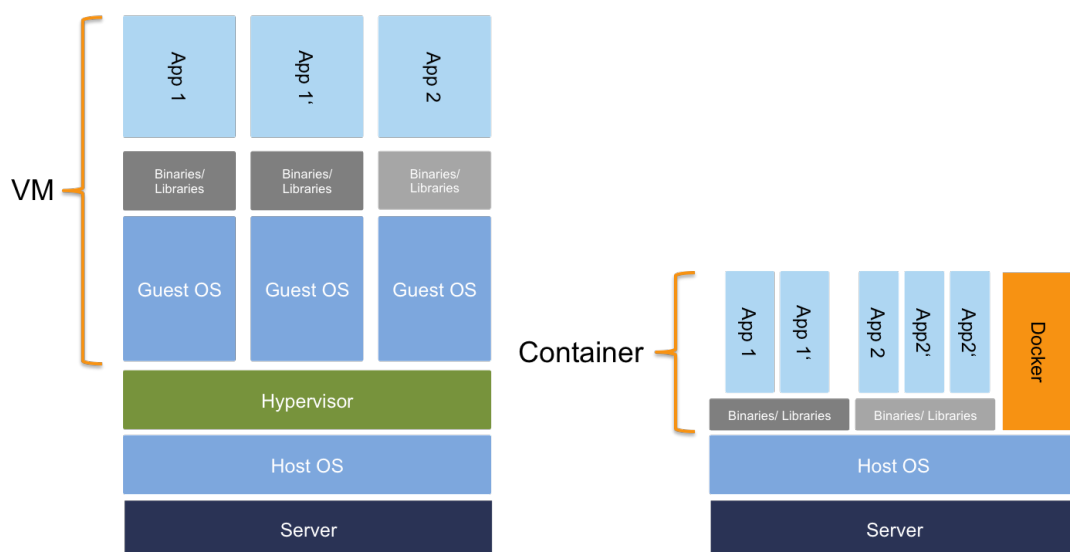 VM
App 1
App 1‘
App 2
Binaries/
Libraries
Binaries/
Libraries
Binaries/
Libraries
Guest OS
Guest OS
Guest OS
Hypervisor
Host OS
Server
Container
App 1
App 1‘
App 2
App2‘
App2‘
Docker
Binaries/ Libraries
Binaries/ Libraries
Host OS
Server